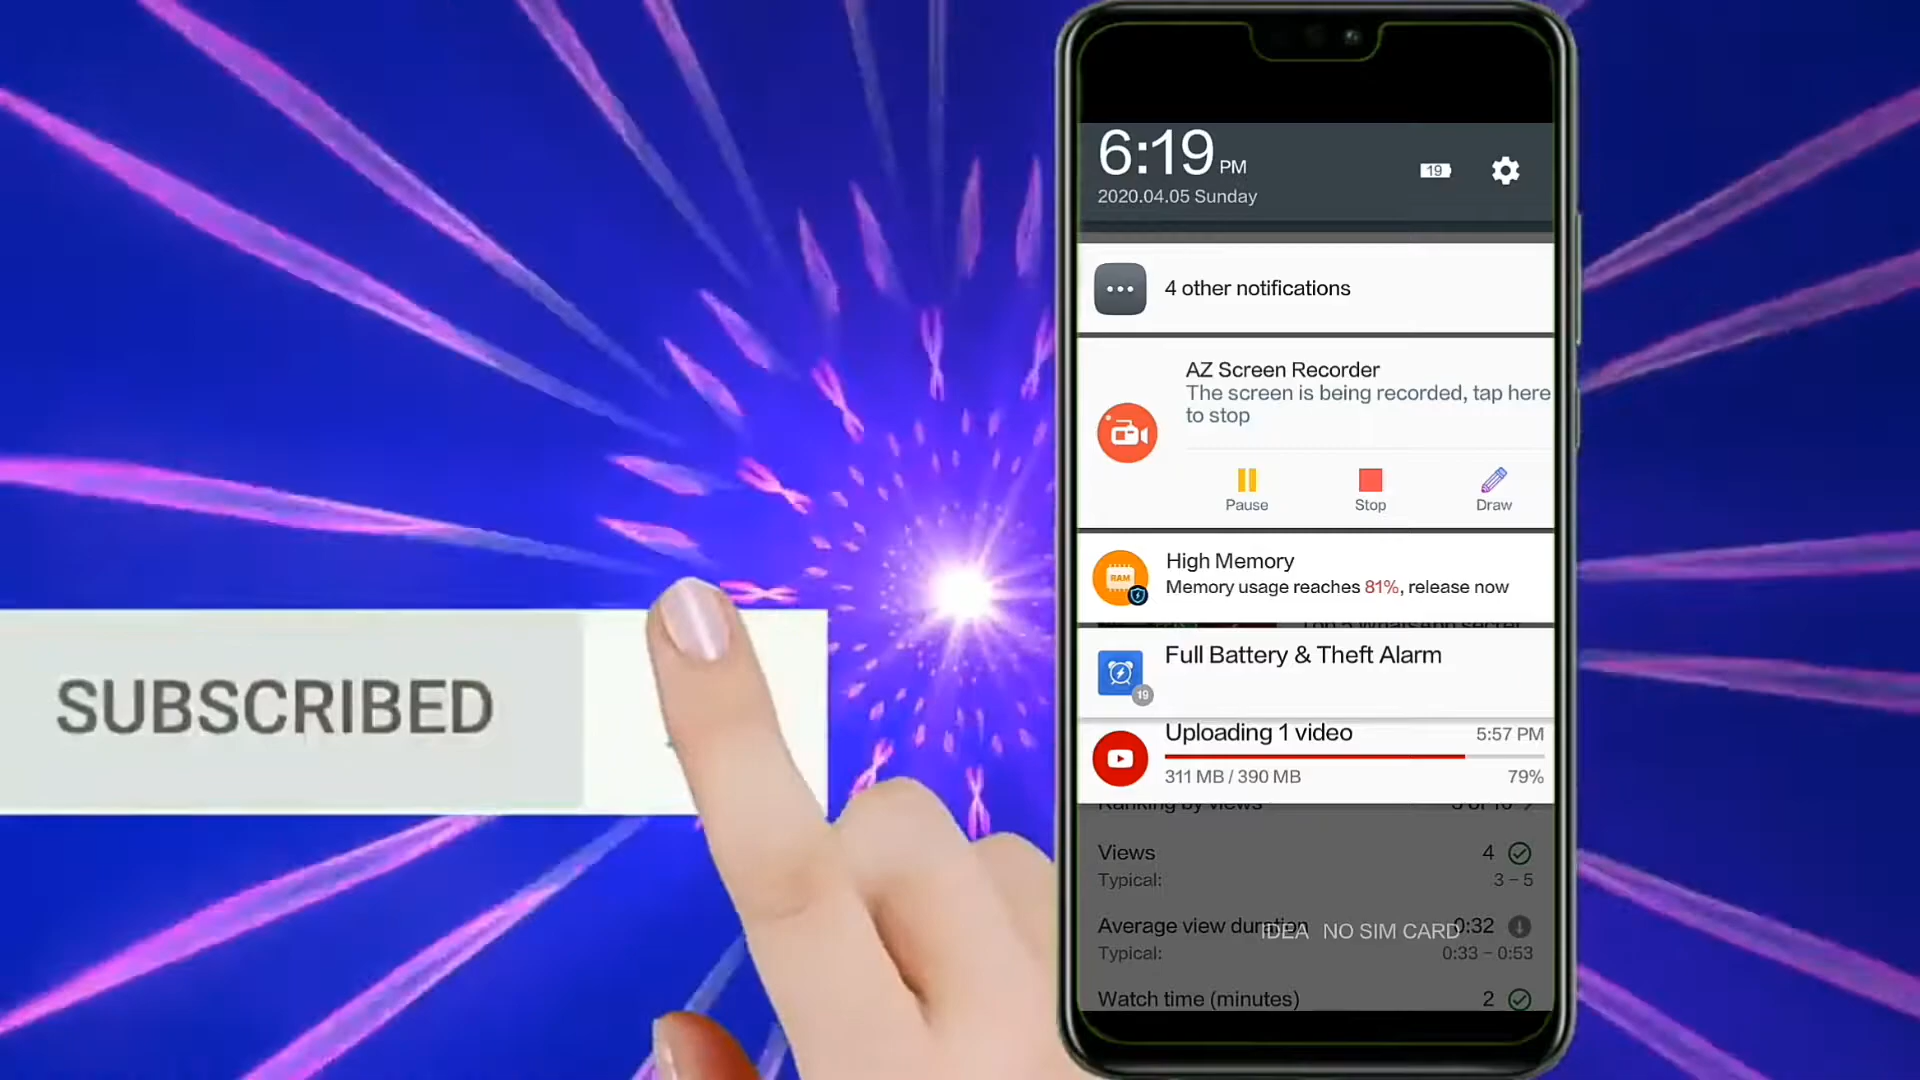 SUBSCRIBED
6:19 PM
19
2020.04.05 Sunday
4 other notifications
AZ Screen Recorder
The screen is being recorded, tap here
to stop
Pause Stop Draw
High Memory
RAM
Memory usage reaches 81%, release now
Full Battery & Theft Alarm
19
Uploading 1 video 5:57 PM
311 MB / 390 MB 79%
Ranking by views
Views 4
Typical: 3 – 5
Average view duration 0:32
IDEA NO SIM CARD
Typical: 0:33 – 0:53
Watch time (minutes) 2